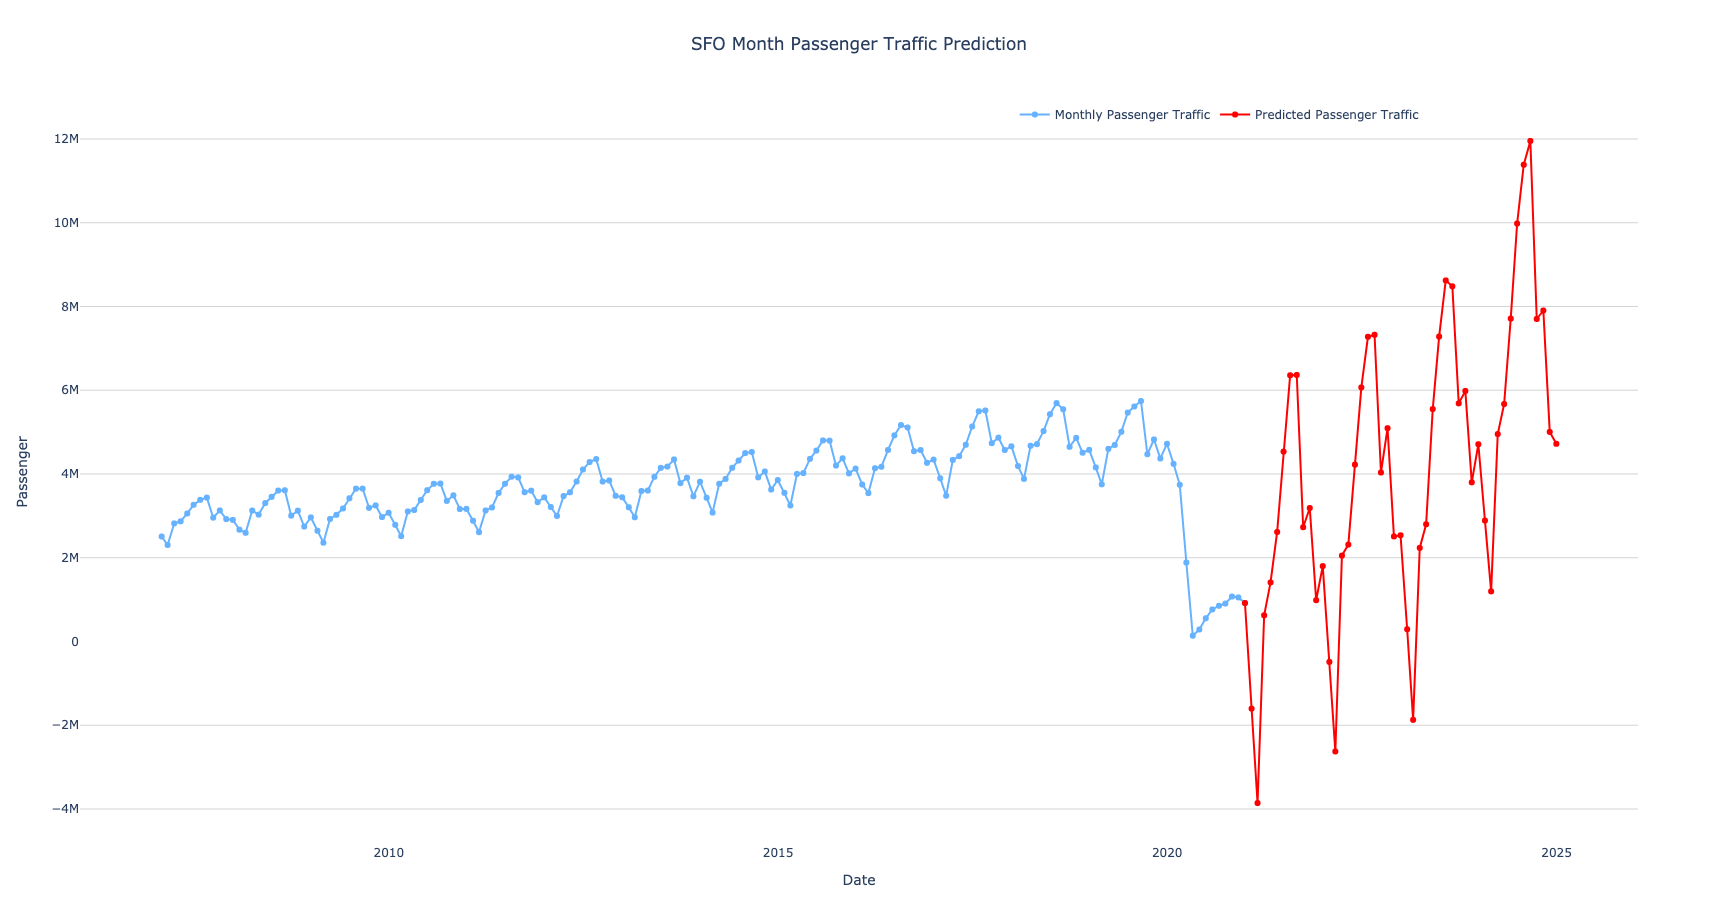 SFO Month Passenger Traffic Prediction
Monthly Passenger Traffic Predicted Passenger Traffic
12M
10M
8M
6M
4M
2M
0
−2M
−4M
Passenger
2010 2015 2020 2025
Date